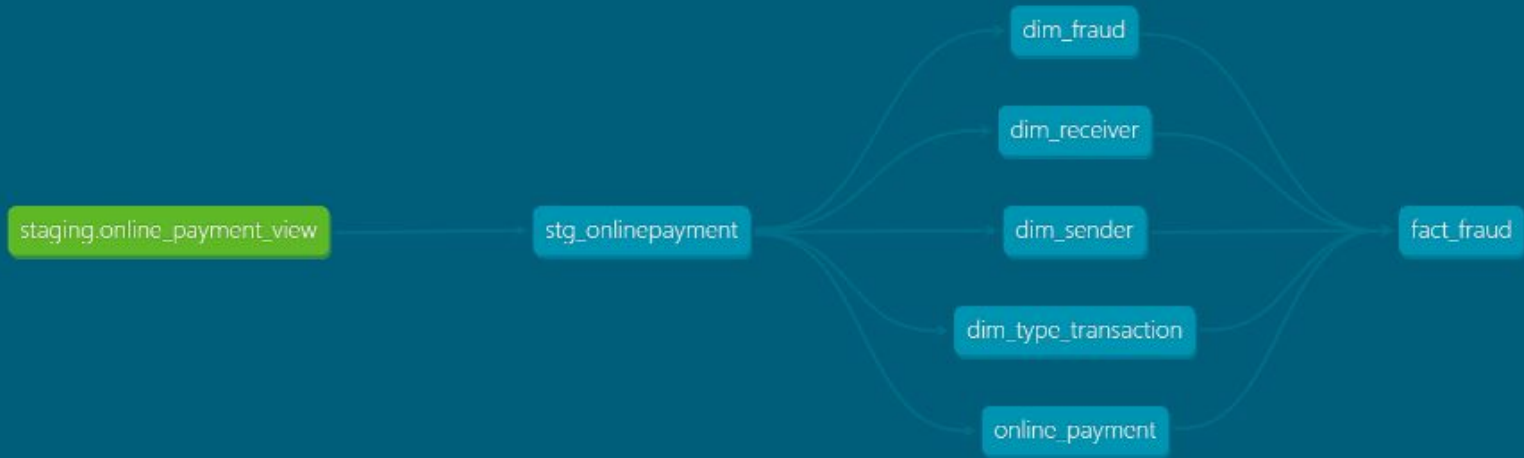 dim_fraud
dim_receiver
staging.online_payment_view
stg_onlinepayment
dim_sender
fact_fraud
dim_type_transaction
online_payment